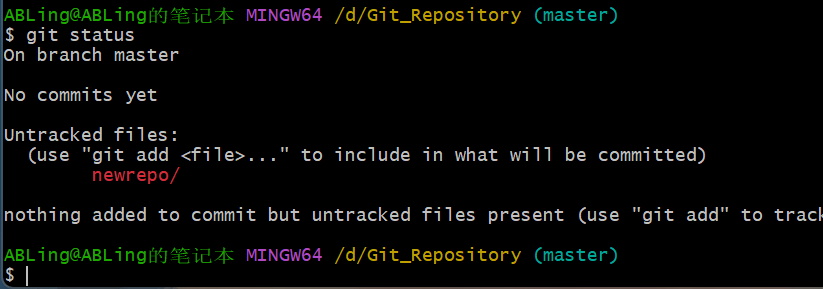 ABLing@ABLing的笔记本 MINGW64 /d/Git_Repository (master)
$ git status
On branch master
No commits yet
Untracked files:
  (use "git add <file>..." to include in what will be committed)
        newrepo/
nothing added to commit but untracked files present (use "git add" to track
ABLing@ABLing的笔记本 MINGW64 /d/Git_Repository (master)
$